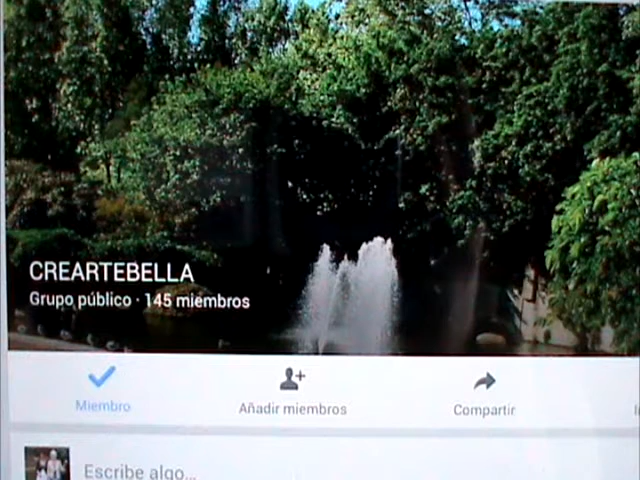 CREARTEBELLA
Grupo público · 145 miembros
Miembro
Añadir miembros
Compartir
Escribe algo...